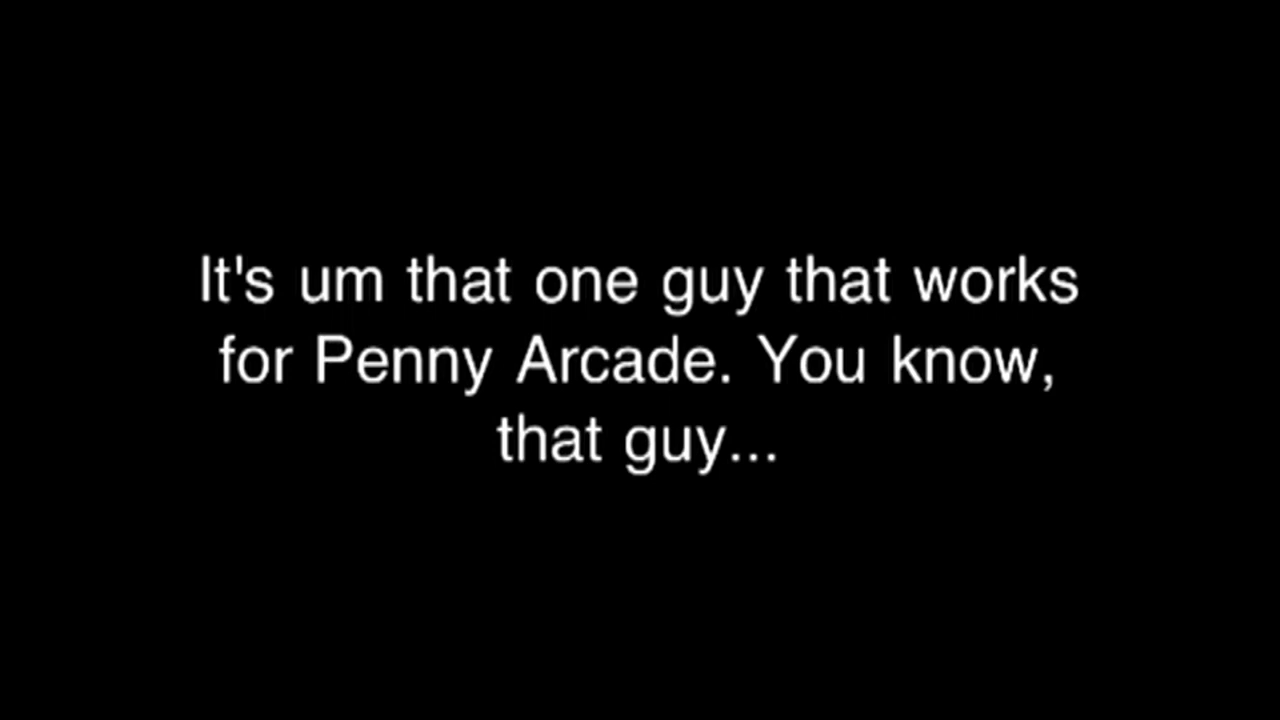 It's um that one guy that works
for Penny Arcade. You know,
that guy...